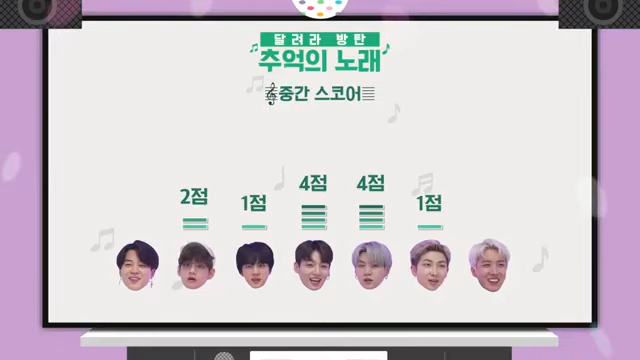 달려라 방탄
추억의 노래
중간 스코어
2점 1점 4점 4점 1점